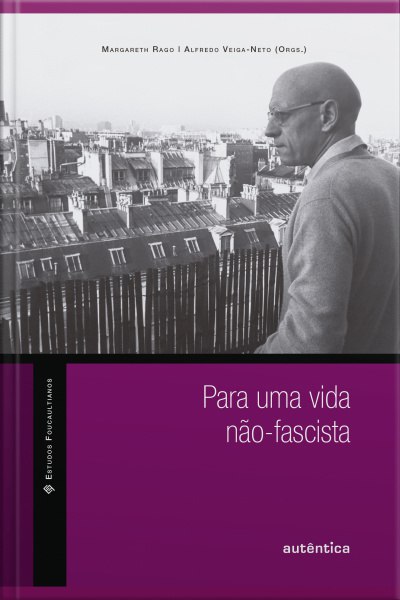 Margareth Rago | Alfredo Veiga-Neto (Orgs.)
Estudos Foucaultianos
Para uma vida
não-fascista
autêntica